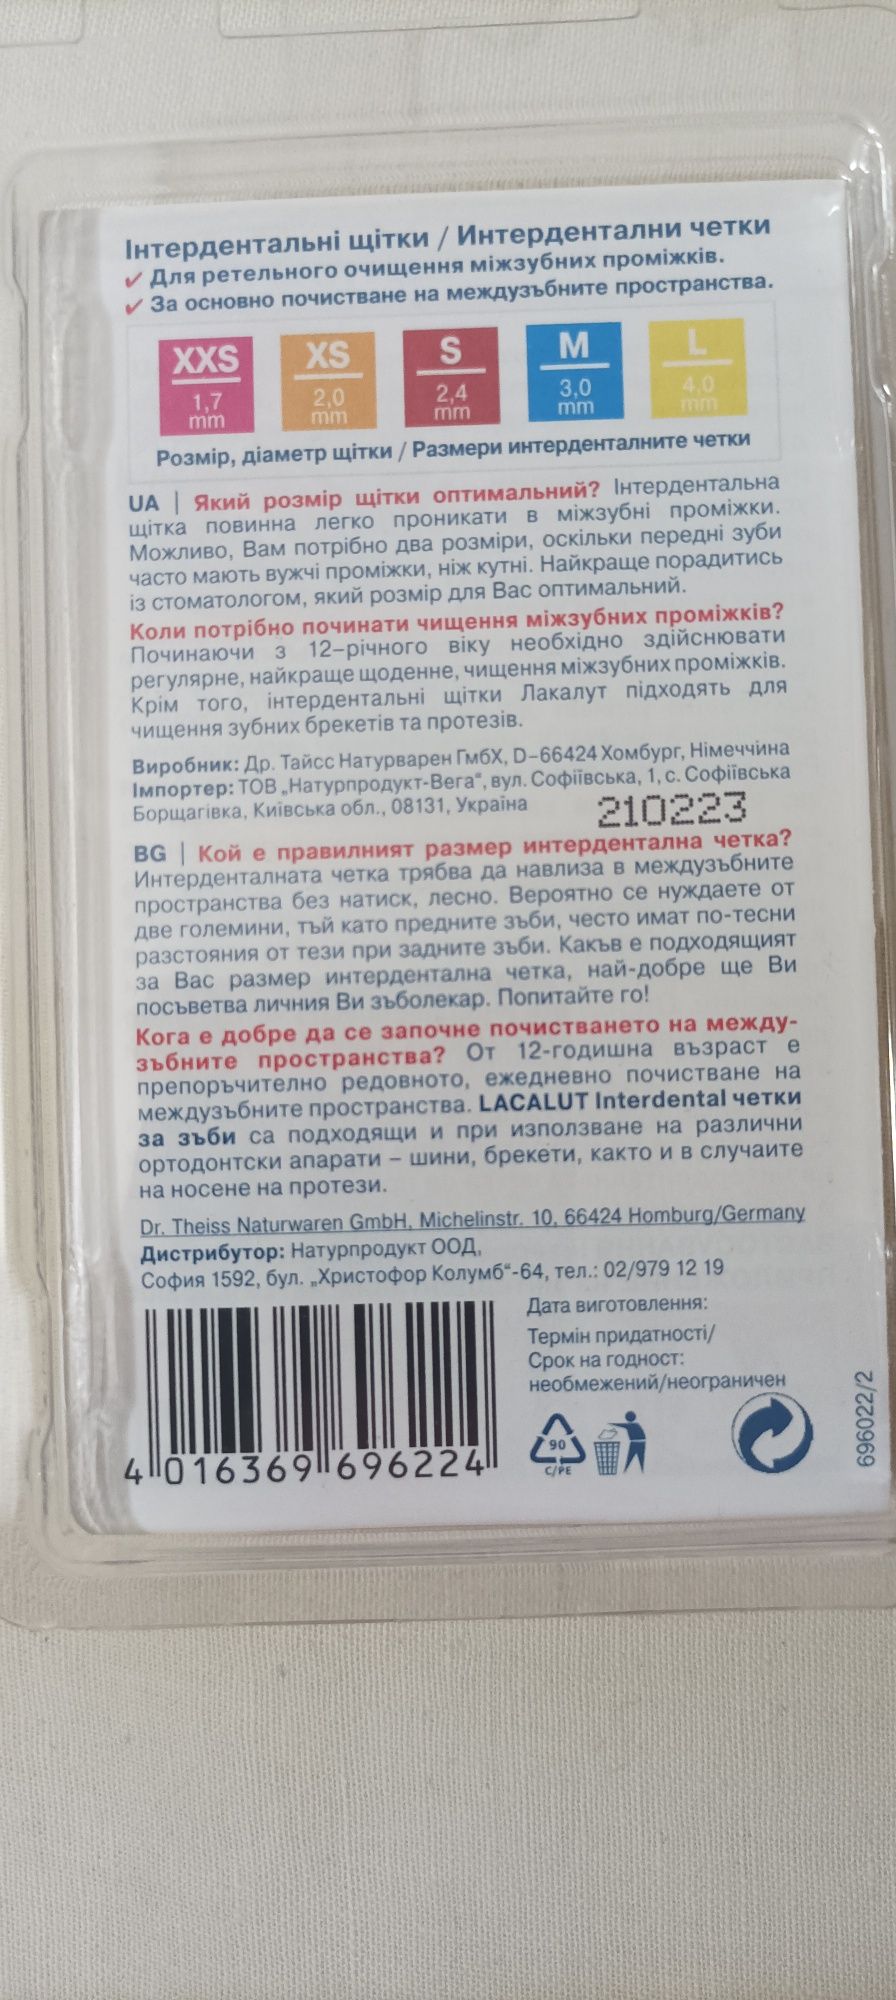 Інтердентальні щітки / Интердентални четки
✓ Для ретельного очищення міжзубних проміжків.
✓ За основно почистване на междузъбните пространства.
XXS
1,7
mm
XS
2,0
mm
S
2,4
mm
M
3,0
mm
L
4,0
mm
Розмір, діаметр щітки / Размери интерденталните четки
UA | Який розмір щітки оптимальний? Інтердентальна
щітка повинна легко проникати в міжзубні проміжки.
Можливо, Вам потрібно два розміри, оскільки передні зуби
часто мають вужчі проміжки, ніж кутні. Найкраще порадитись
із стоматологом, який розмір для Вас оптимальний.
Коли потрібно починати чищення міжзубних проміжків?
Починаючи з 12–річного віку необхідно здійснювати
регулярне, найкраще щоденне, чищення міжзубних проміжків.
Крім того, інтердентальні щітки Лакалут підходять для
чищення зубних брекетів та протезів.
Виробник: Др. Тайсс Натурварен ГмбХ, D–66424 Хомбург, Німеччина
Імпортер: ТОВ „Натурпродукт-Вега“, вул. Софіївська, 1, с. Софіївська
Борщагівка, Київська обл., 08131, Україна
210223
BG | Кой е правилният размер интердентална четка?
Интерденталната четка трябва да навлиза в междузъбните
пространства без натиск, лесно. Вероятно се нуждаете от
две големини, тъй като предните зъби, често имат по-тесни
разстояния от тези при задните зъби. Какъв е подходящият
за Вас размер интердентална четка, най-добре ще Ви
посъветва личния Ви зъболекар. Попитайте го!
Кога е добре да се започне почистването на между-
зъбните пространства? От 12-годишна възраст е
препоръчително редовното, ежедневно почистване на
междузъбните пространства. LACALUT Interdental четки
за зъби са подходящи и при използване на различни
ортодонтски апарати – шини, брекети, както и в случаите
на носене на протези.
Dr. Theiss Naturwaren GmbH, Michelinstr. 10, 66424 Homburg/Germany
Дистрибутор: Натурпродукт ООД,
София 1592, бул. „Христофор Колумб“-64, тел.: 02/979 12 19
Дата виготовлення:
Термін придатності/
Срок на годност:
необмежений/неограничен
90
C/PE
4 016369 696224
696022/2